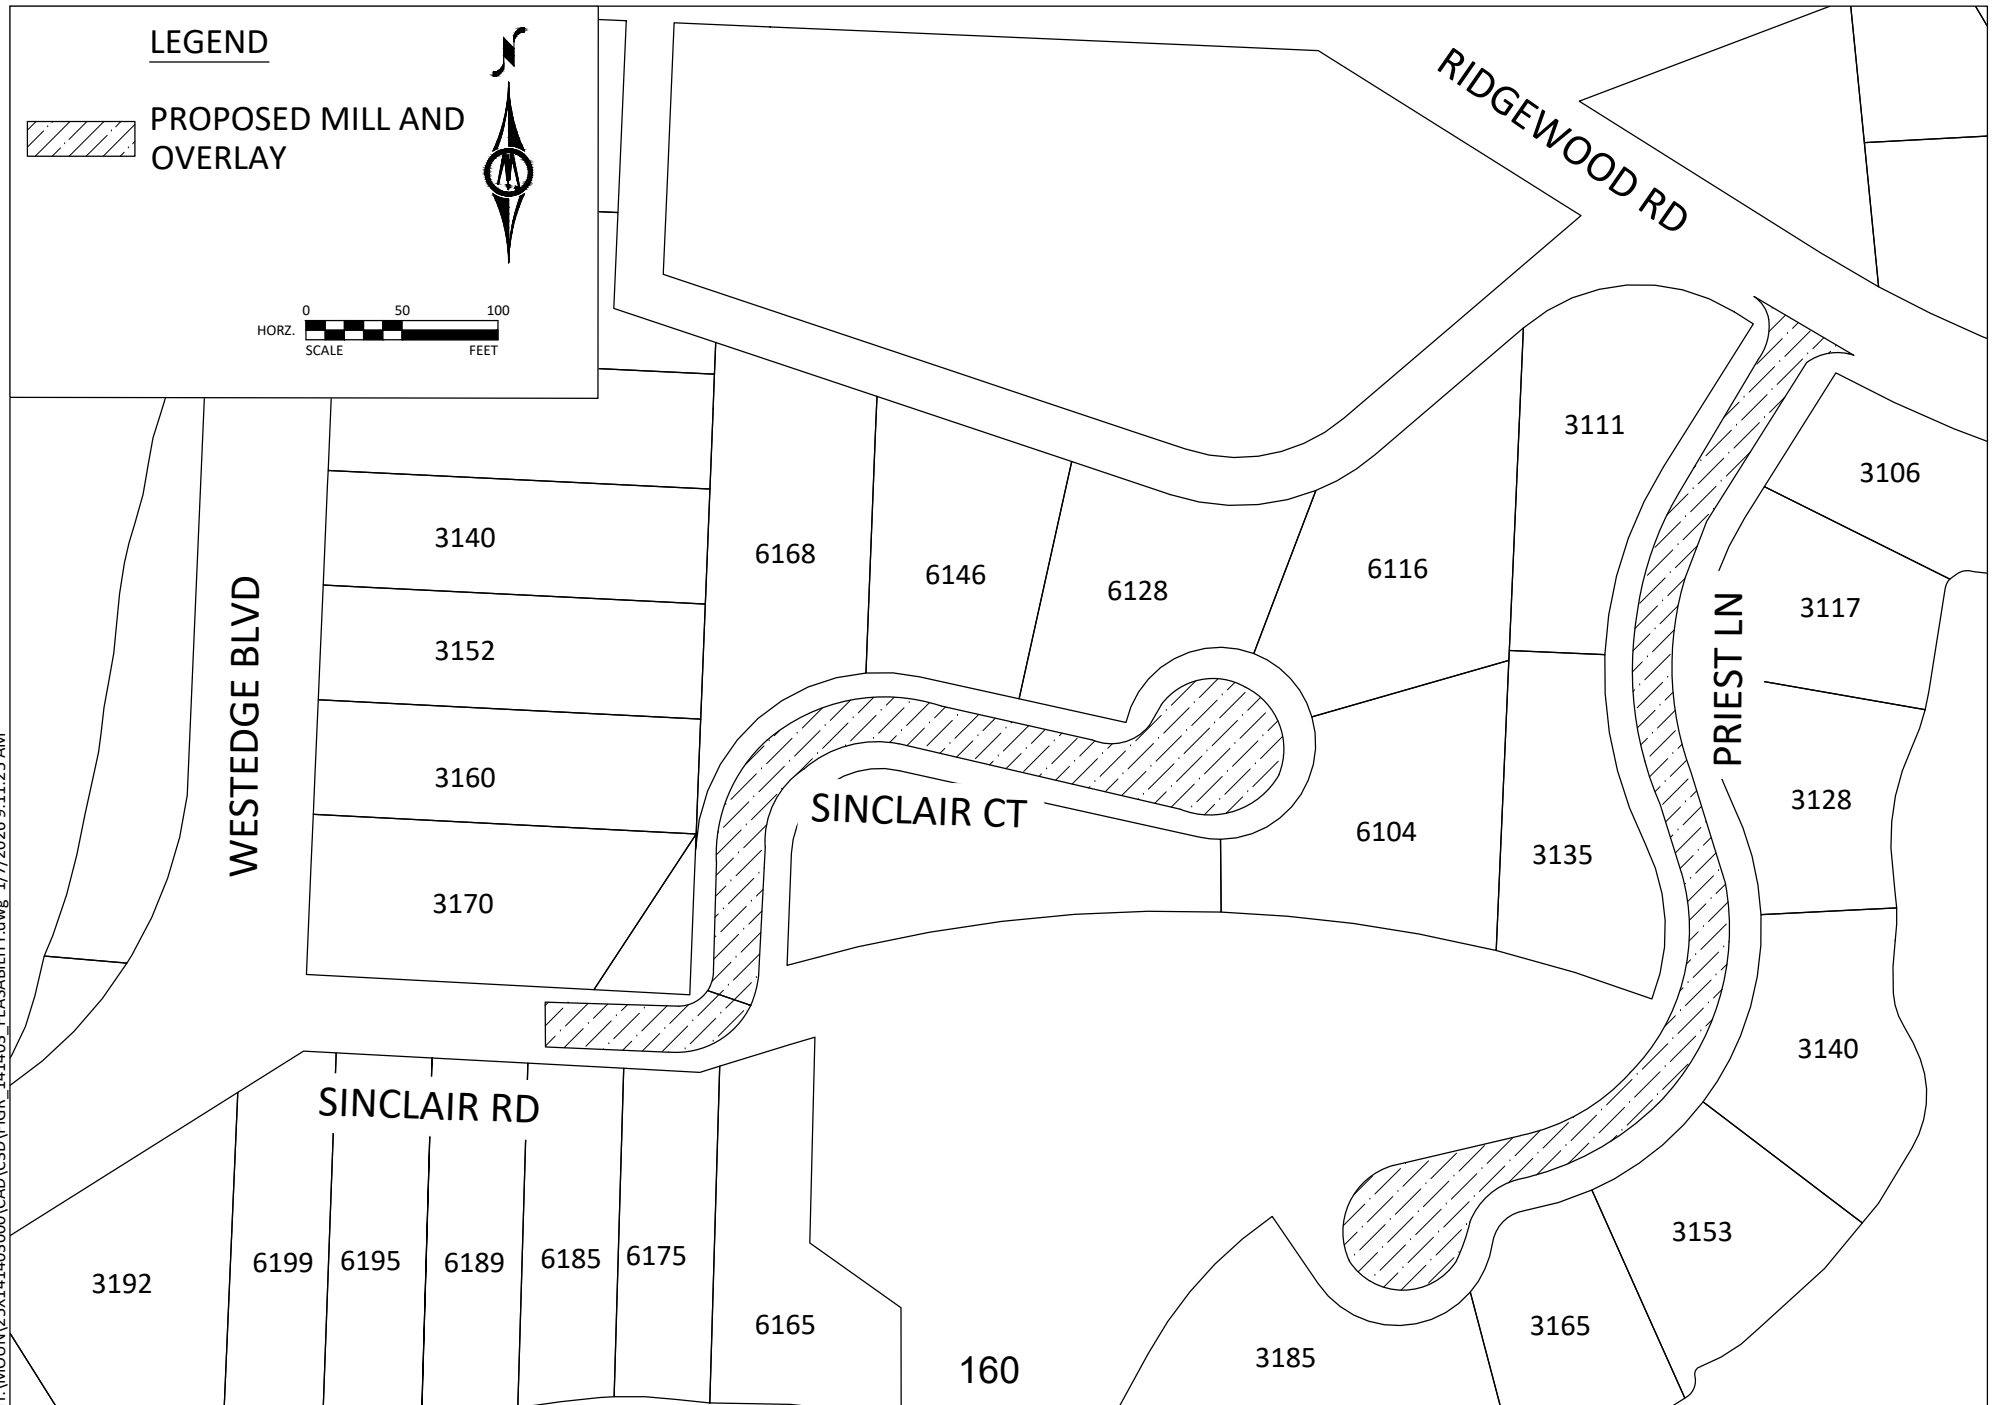 LEGEND
PROPOSED MILL AND
OVERLAY
N
0 50 100
HORZ.
SCALE FEET
RIDGEWOOD RD
WESTEDGE BLVD
SINCLAIR CT
PRIEST LN
SINCLAIR RD
3111
3106
3140
6168
6146
6128
6116
3117
3152
3160
3128
6104
3135
3170
3140
3153
3192
6199
6195
6189
6185
6175
6165
160
3185
3165